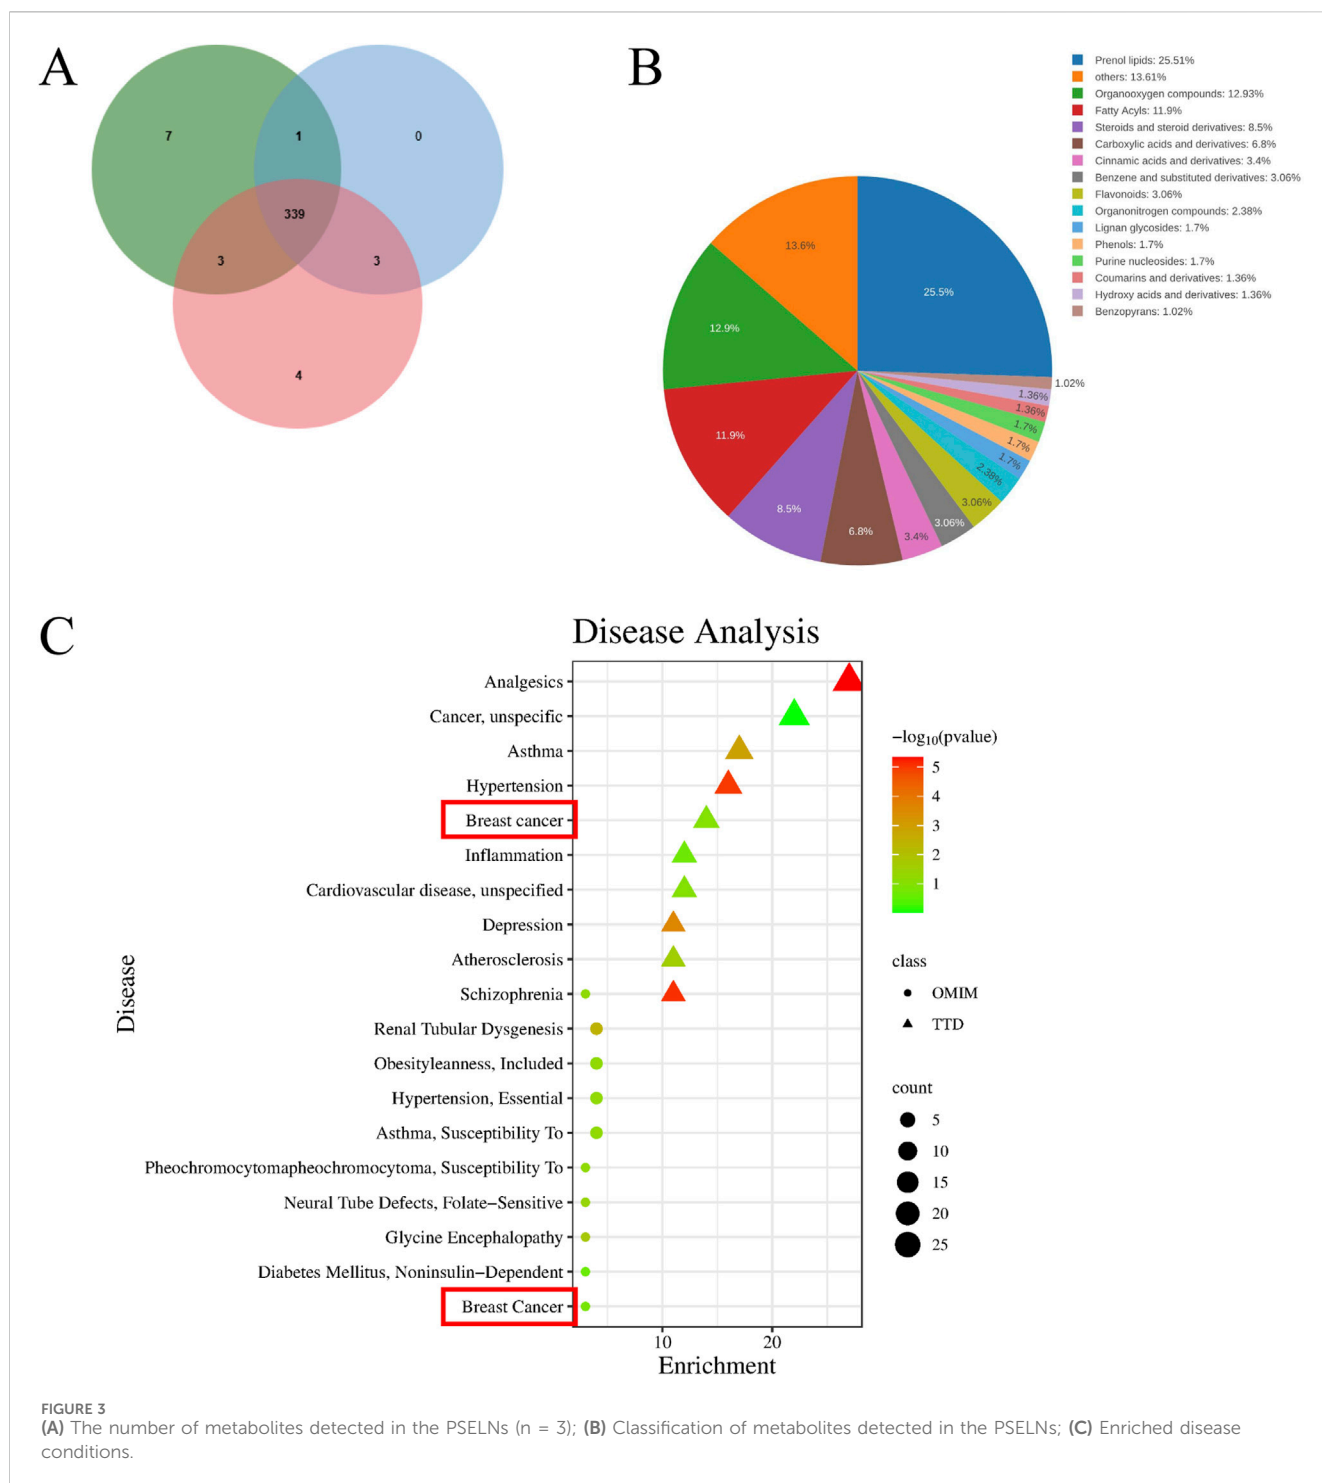 A
7
1
0
339
3
3
4
B
Prenol lipids: 25.51%
others: 13.61%
Organooxygen compounds: 12.93%
Fatty Acyls: 11.9%
Steroids and steroid derivatives: 8.5%
Carboxylic acids and derivatives: 6.8%
Cinnamic acids and derivatives: 3.4%
Benzene and substituted derivatives: 3.06%
Flavonoids: 3.06%
Organonitrogen compounds: 2.38%
Lignan glycosides: 1.7%
Phenols: 1.7%
Purine nucleosides: 1.7%
Coumarins and derivatives: 1.36%
Hydroxy acids and derivatives: 1.36%
Benzopyrans: 1.02%
13.6%
25.5%
12.9%
11.9%
8.5%
6.8%
3.4%
3.06%
3.06%
2.38%
1.7%
1.7%
1.7%
1.36%
1.36%
1.02%
C
Disease Analysis
Disease
Analgesics
Cancer, unspecific
Asthma
Hypertension
Breast cancer
Inflammation
Cardiovascular disease, unspecified
Depression
Atherosclerosis
Schizophrenia
Renal Tubular Dysgenesis
Obesityleanness, Included
Hypertension, Essential
Asthma, Susceptibility To
Pheochromocytomapheochromocytoma, Susceptibility To
Neural Tube Defects, Folate−Sensitive
Glycine Encephalopathy
Diabetes Mellitus, Noninsulin−Dependent
Breast Cancer
10 20
Enrichment
−log10(pvalue)
5
4
3
2
1
class
OMIM
TTD
count
5
10
15
20
25
FIGURE 3
(A) The number of metabolites detected in the PSELNs (n = 3); (B) Classification of metabolites detected in the PSELNs; (C) Enriched disease
conditions.